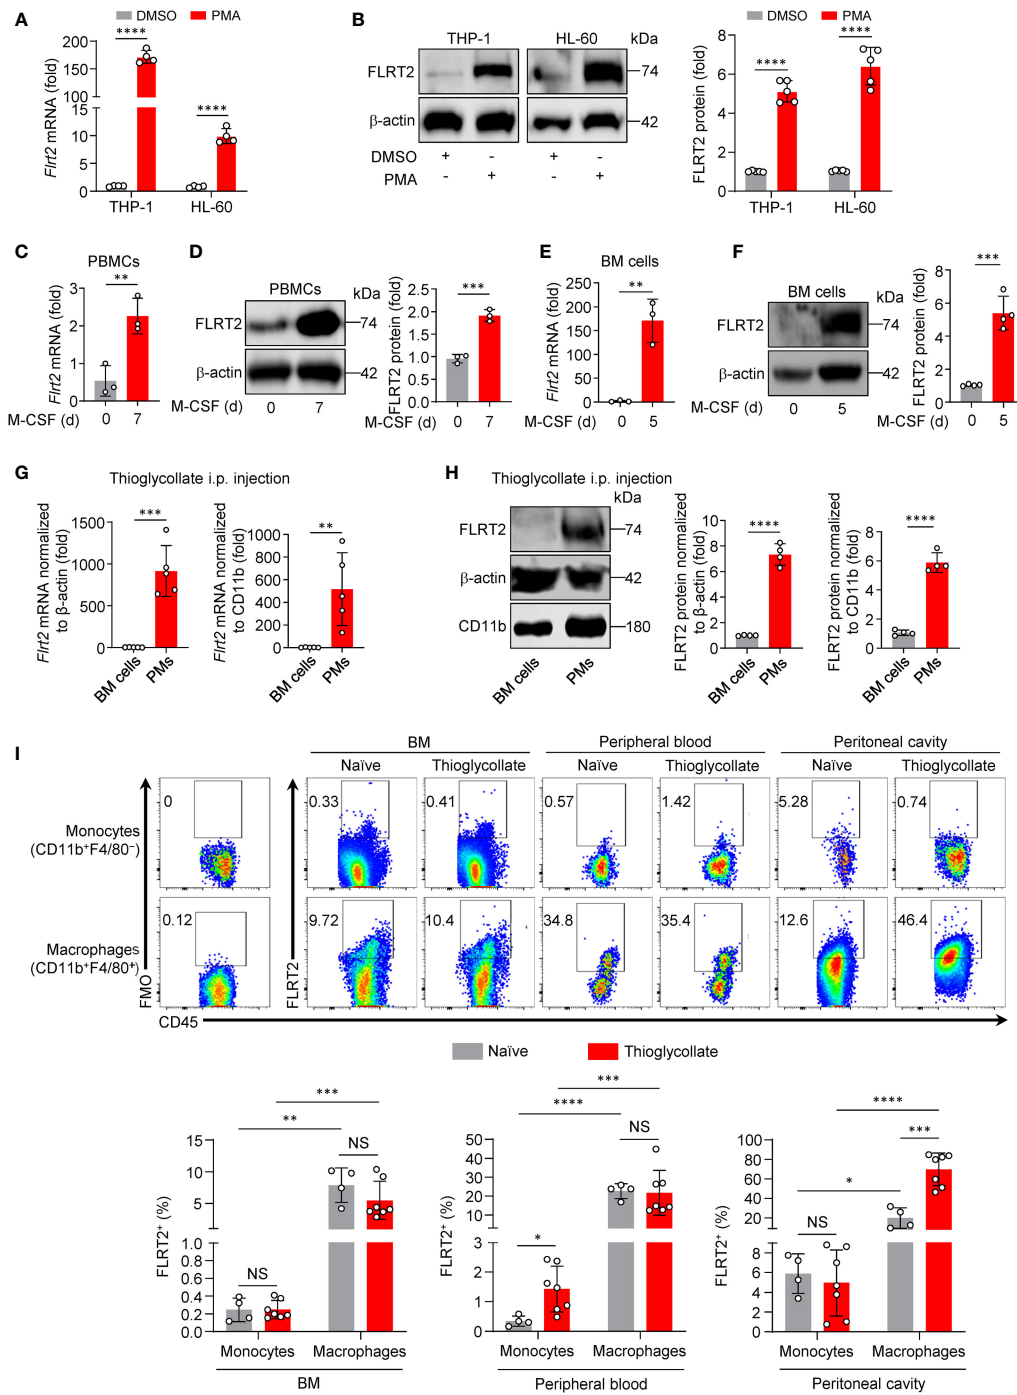 A
DMSO PMA
Flrt2 mRNA (fold)
200
150
100
50
15
10
5
0
****
****
THP-1 HL-60
B
THP-1 HL-60 kDa
FLRT2 74
β-actin 42
DMSO + - + -
PMA - + - +
DMSO PMA
FLRT2 protein (fold)
8
6
4
2
0
****
****
THP-1 HL-60
C
PBMCs
Flrt2 mRNA (fold)
3
2
1
0
**
M-CSF (d) 0 7
D
PBMCs kDa
FLRT2 74
β-actin 42
M-CSF (d) 0 7
FLRT2 protein (fold)
2.5
2.0
1.5
1.0
0.5
0.0
***
M-CSF (d) 0 7
E
BM cells
Flrt2 mRNA (fold)
250
200
150
100
50
0
**
M-CSF (d) 0 5
F
BM cells kDa
FLRT2 74
β-actin 42
M-CSF (d) 0 5
FLRT2 protein (fold)
8
6
4
2
0
***
M-CSF (d) 0 5
G
Thioglycollate i.p. injection
Flrt2 mRNA normalized
to β-actin (fold)
1500
1000
500
0
***
BM cells PMs
Flrt2 mRNA normalized
to CD11b (fold)
1000
800
600
400
200
0
**
BM cells PMs
H
Thioglycollate i.p. injection
kDa
FLRT2 74
β-actin 42
CD11b 180
BM cells PMs
FLRT2 protein normalized
to β-actin (fold)
10
8
6
4
2
0
****
BM cells PMs
FLRT2 protein normalized
to CD11b (fold)
8
6
4
2
0
****
BM cells PMs
I
BM Peripheral blood Peritoneal cavity
Naïve Thioglycollate Naïve Thioglycollate Naïve Thioglycollate
Monocytes
(CD11b⁺F4/80⁻)
0 0.33 0.41 0.57 1.42 5.28 0.74
Macrophages
(CD11b⁺F4/80⁺)
0.12 9.72 10.4 34.8 35.4 12.6 46.4
FMO
FLRT2
CD45
Naïve Thioglycollate
FLRT2⁺ (%)
15
10
5
0
1.0
0.8
0.6
0.4
0.2
0.0
***
**
NS
NS
Monocytes Macrophages
BM
FLRT2⁺ (%)
50
40
30
20
10
3
2
1
0
***
****
NS
*
Monocytes Macrophages
Peripheral blood
FLRT2⁺ (%)
100
80
60
40
20
8
6
4
2
0
****
***
*
NS
Monocytes Macrophages
Peritoneal cavity